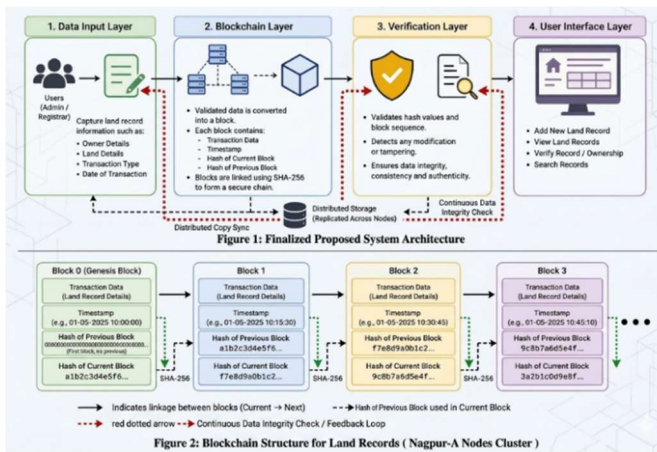 1. Data Input Layer
Users
(Admin /
Registrar)
Capture land record
information such as:
• Owner Details
• Land Details
• Transaction Type
• Date of Transaction
2. Blockchain Layer
• Validated data is converted
into a block.
• Each block contains:
- Transaction Data
- Timestamp
- Hash of Current Block
- Hash of Previous Block
• Blocks are linked using SHA-256
to form a secure chain.
3. Verification Layer
• Validates hash values and
block sequence.
• Detects any modification
or tampering.
• Ensures data integrity,
consistency and authenticity.
4. User Interface Layer
• Add New Land Record
• View Land Records
• Verify Record / Ownership
• Search Records
Distributed Copy Sync
Distributed Storage
(Replicated Across Nodes)
Continuous Data
Integrity Check
Figure 1: Finalized Proposed System Architecture
Block 0 (Genesis Block)
Transaction Data
(Land Record Details)
Timestamp
(e.g., 01-05-2025 10:00:00)
Hash of Previous Block
(First block, no previous)
Hash of Current Block
a1b2c3d4e5f6...
SHA-256
Block 1
Transaction Data
(Land Record Details)
Timestamp
(e.g., 01-05-2025 10:15:30)
Hash of Previous Block
a1b2c3d4e5f6...
Hash of Current Block
f7e8d9a0b1c2...
SHA-256
Block 2
Transaction Data
(Land Record Details)
Timestamp
(e.g., 01-05-2025 10:30:45)
Hash of Previous Block
f7e8d9a0b1c2...
Hash of Current Block
9c8b7a6d5e4f...
SHA-256
Block 3
Transaction Data
(Land Record Details)
Timestamp
(e.g., 01-05-2025 10:45:10)
Hash of Previous Block
9c8b7a6d5e4f...
Hash of Current Block
3a2b1c0d9e8f...
Indicates linkage between blocks (Current → Next)
Hash of Previous Block used in Current Block
red dotted arrow
Continuous Data Integrity Check / Feedback Loop
Figure 2: Blockchain Structure for Land Records ( Nagpur-A Nodes Cluster )